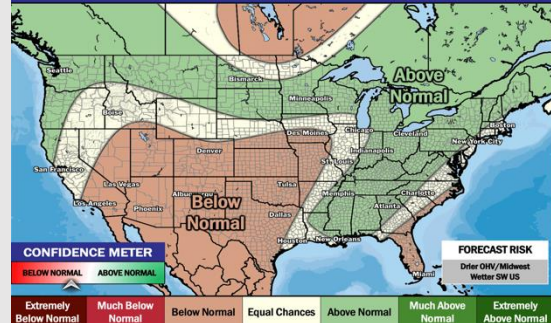 Seattle
Bismarck
Above
Normal
Minneapolis
Boise
Boston
Chicago
Cleveland
Des Moines
New York City
Indianapolis
Denver
St. Louis
San Francisco
Las Vegas
Tulsa
Charlotte
Memphis
Los Angeles
Below
Normal
Phoenix
Atlanta
Dallas
Houston
New Orleans
Miami
CONFIDENCE METER
BELOW NORMAL
ABOVE NORMAL
FORECAST RISK
Drier OHV/Midwest
Wetter SW US
Extremely
Below Normal
Much Below
Normal
Below Normal
Equal Chances
Above Normal
Much Above
Normal
Extremely
Above Normal